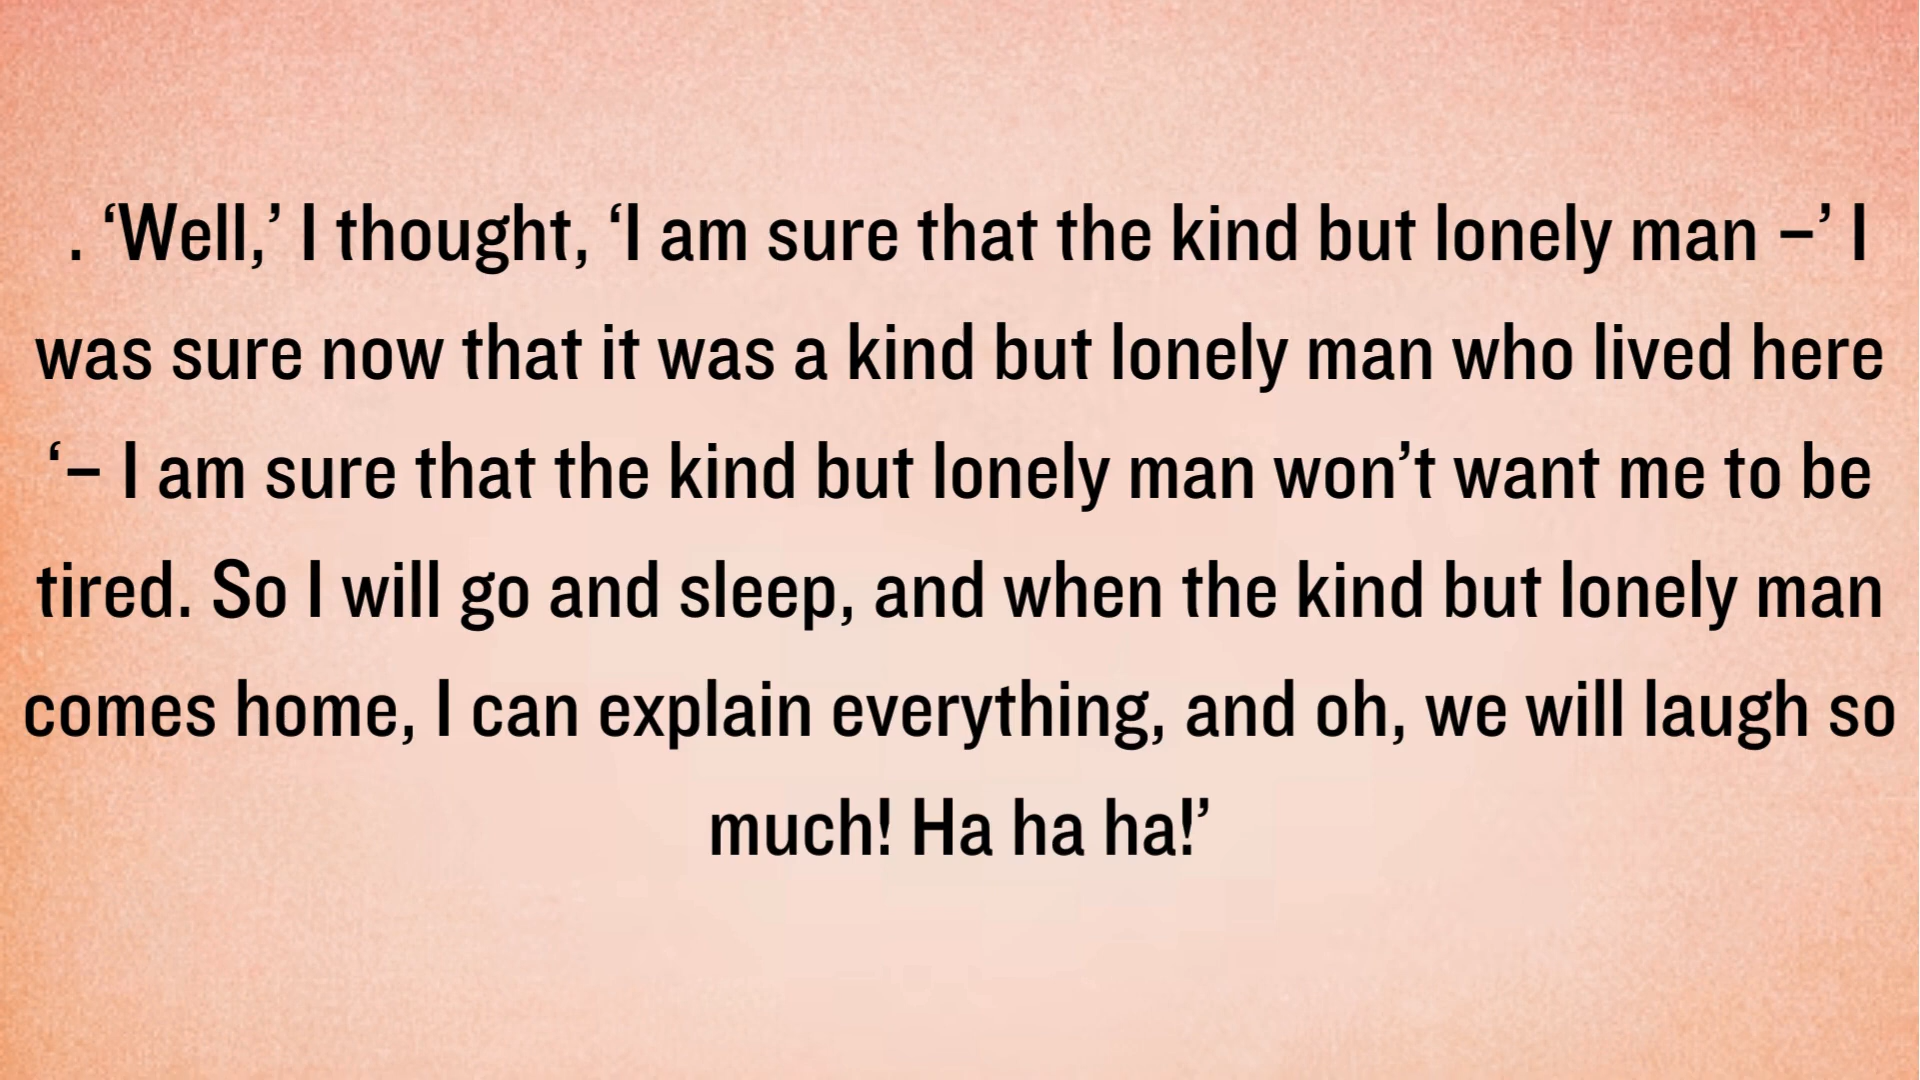 . ‘Well,’ I thought, ‘I am sure that the kind but lonely man –’ I
was sure now that it was a kind but lonely man who lived here
‘– I am sure that the kind but lonely man won’t want me to be
tired. So I will go and sleep, and when the kind but lonely man
comes home, I can explain everything, and oh, we will laugh so
much! Ha ha ha!’